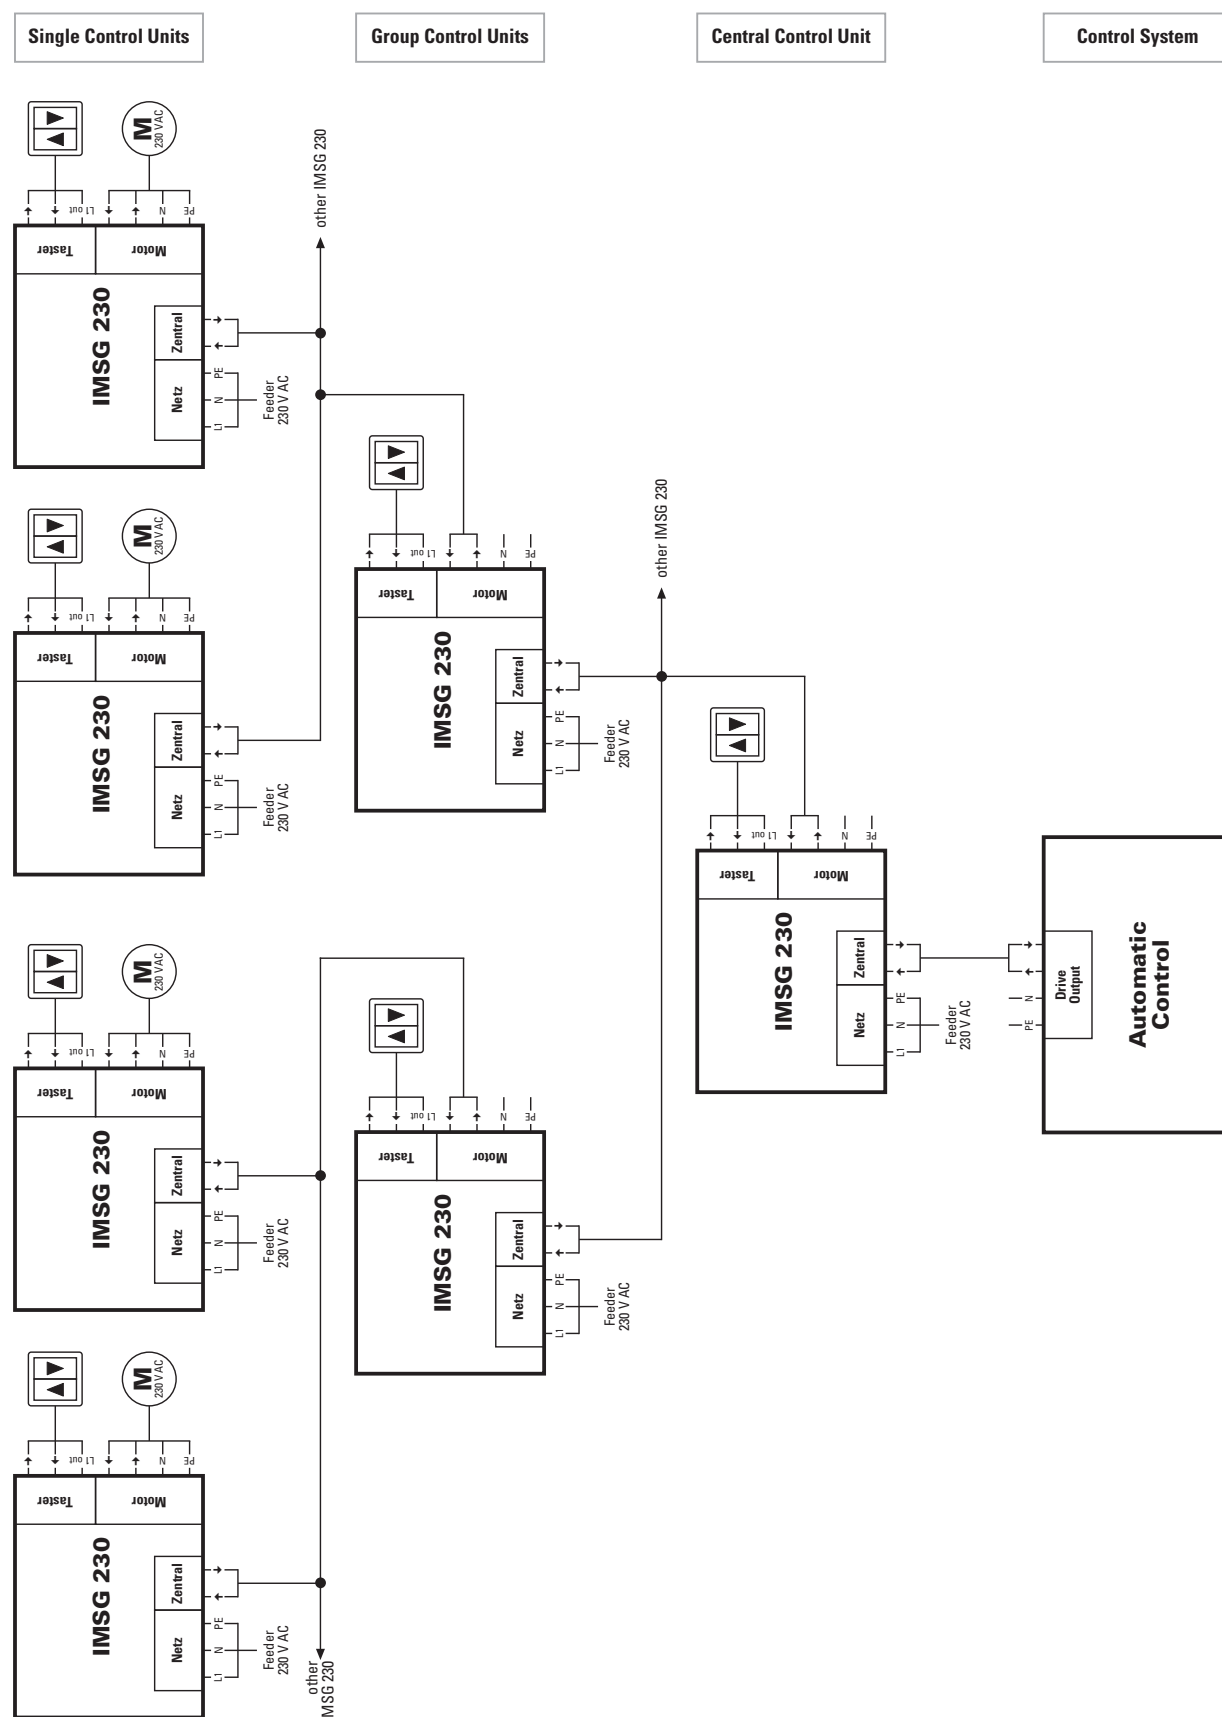 Single Control Units
Group Control Units
Central Control Unit
Control System
M
230 V AC
L1 out
N
PE
Taster
Motor
IMSG 230
Zentral
Netz
PE
N
L1
Feeder
230 V AC
other IMSG 230
M
230 V AC
L1 out
N
PE
Taster
Motor
IMSG 230
Zentral
Netz
PE
N
L1
Feeder
230 V AC
L1 out
N
PE
Taster
Motor
IMSG 230
Zentral
Netz
PE
N
L1
Feeder
230 V AC
other IMSG 230
L1 out
N
PE
Taster
Motor
IMSG 230
Zentral
Netz
PE
N
L1
Feeder
230 V AC
Drive
Output
N
PE
Automatic
Control
M
230 V AC
L1 out
N
PE
Taster
Motor
IMSG 230
Zentral
Netz
PE
N
L1
Feeder
230 V AC
L1 out
N
PE
Taster
Motor
IMSG 230
Zentral
Netz
PE
N
L1
Feeder
230 V AC
M
230 V AC
L1 out
N
PE
Taster
Motor
IMSG 230
Zentral
Netz
PE
N
L1
Feeder
230 V AC
other
MSG 230